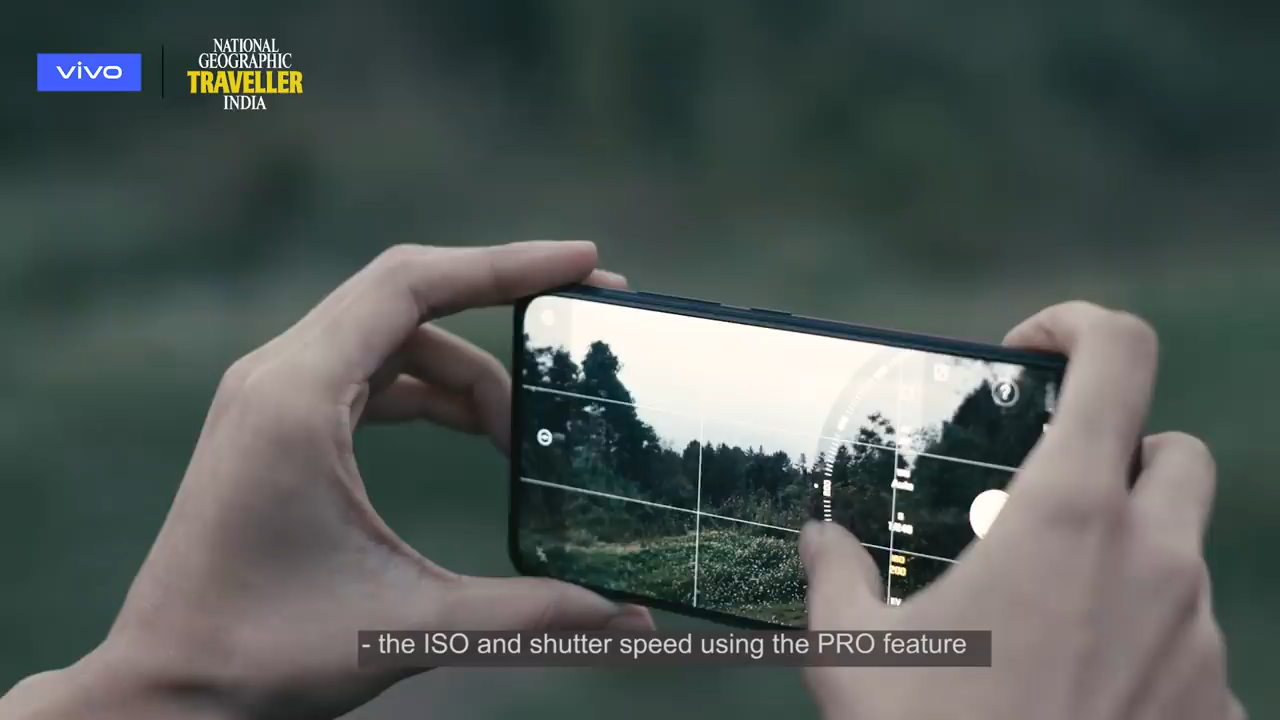 vivo
NATIONAL
GEOGRAPHIC
TRAVELLER
INDIA
- the ISO and shutter speed using the PRO feature